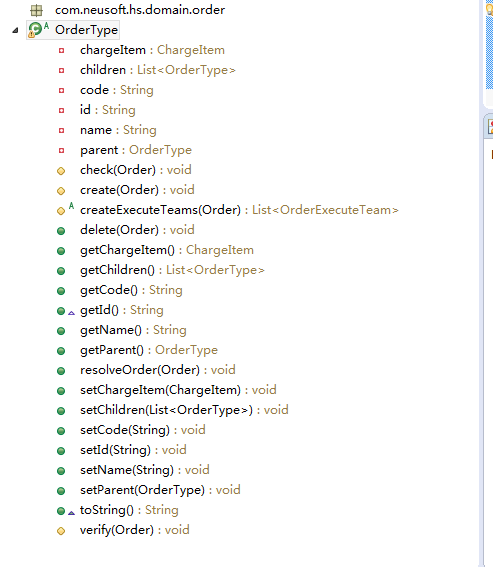 com.neusoft.hs.domain.order
OrderType
chargeItem : ChargeItem
children : List<OrderType>
code : String
id : String
name : String
parent : OrderType
check(Order) : void
create(Order) : void
createExecuteTeams(Order) : List<OrderExecuteTeam>
delete(Order) : void
getChargeItem() : ChargeItem
getChildren() : List<OrderType>
getCode() : String
getId() : String
getName() : String
getParent() : OrderType
resolveOrder(Order) : void
setChargeItem(ChargeItem) : void
setChildren(List<OrderType>) : void
setCode(String) : void
setId(String) : void
setName(String) : void
setParent(OrderType) : void
toString() : String
verify(Order) : void